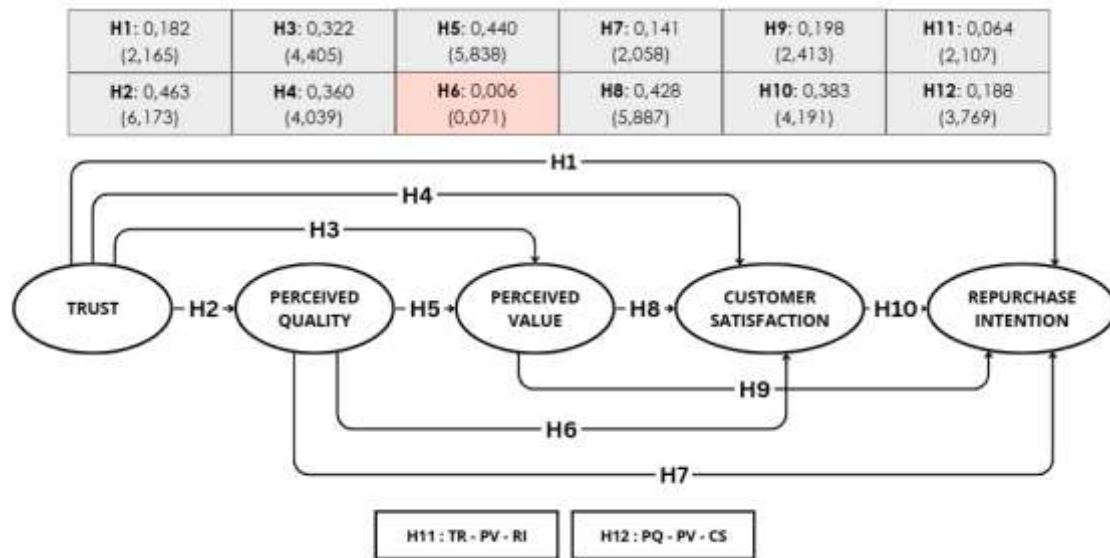 H1: 0,182 H3: 0,322 H5: 0,440 H7: 0,141 H9: 0,198 H11: 0,064
(2,165) (4,405) (5,838) (2,058) (2,413) (2,107)
H2: 0,463 H4: 0,360 H6: 0,006 H8: 0,428 H10: 0,383 H12: 0,188
(6,173) (4,039) (0,071) (5,887) (4,191) (3,769)
H1
H4
H3
TRUST H2 PERCEIVED QUALITY H5 PERCEIVED VALUE H8 CUSTOMER SATISFACTION H10 REPURCHASE INTENTION
H9
H6
H7
H11 : TR - PV - RI H12 : PQ - PV - CS